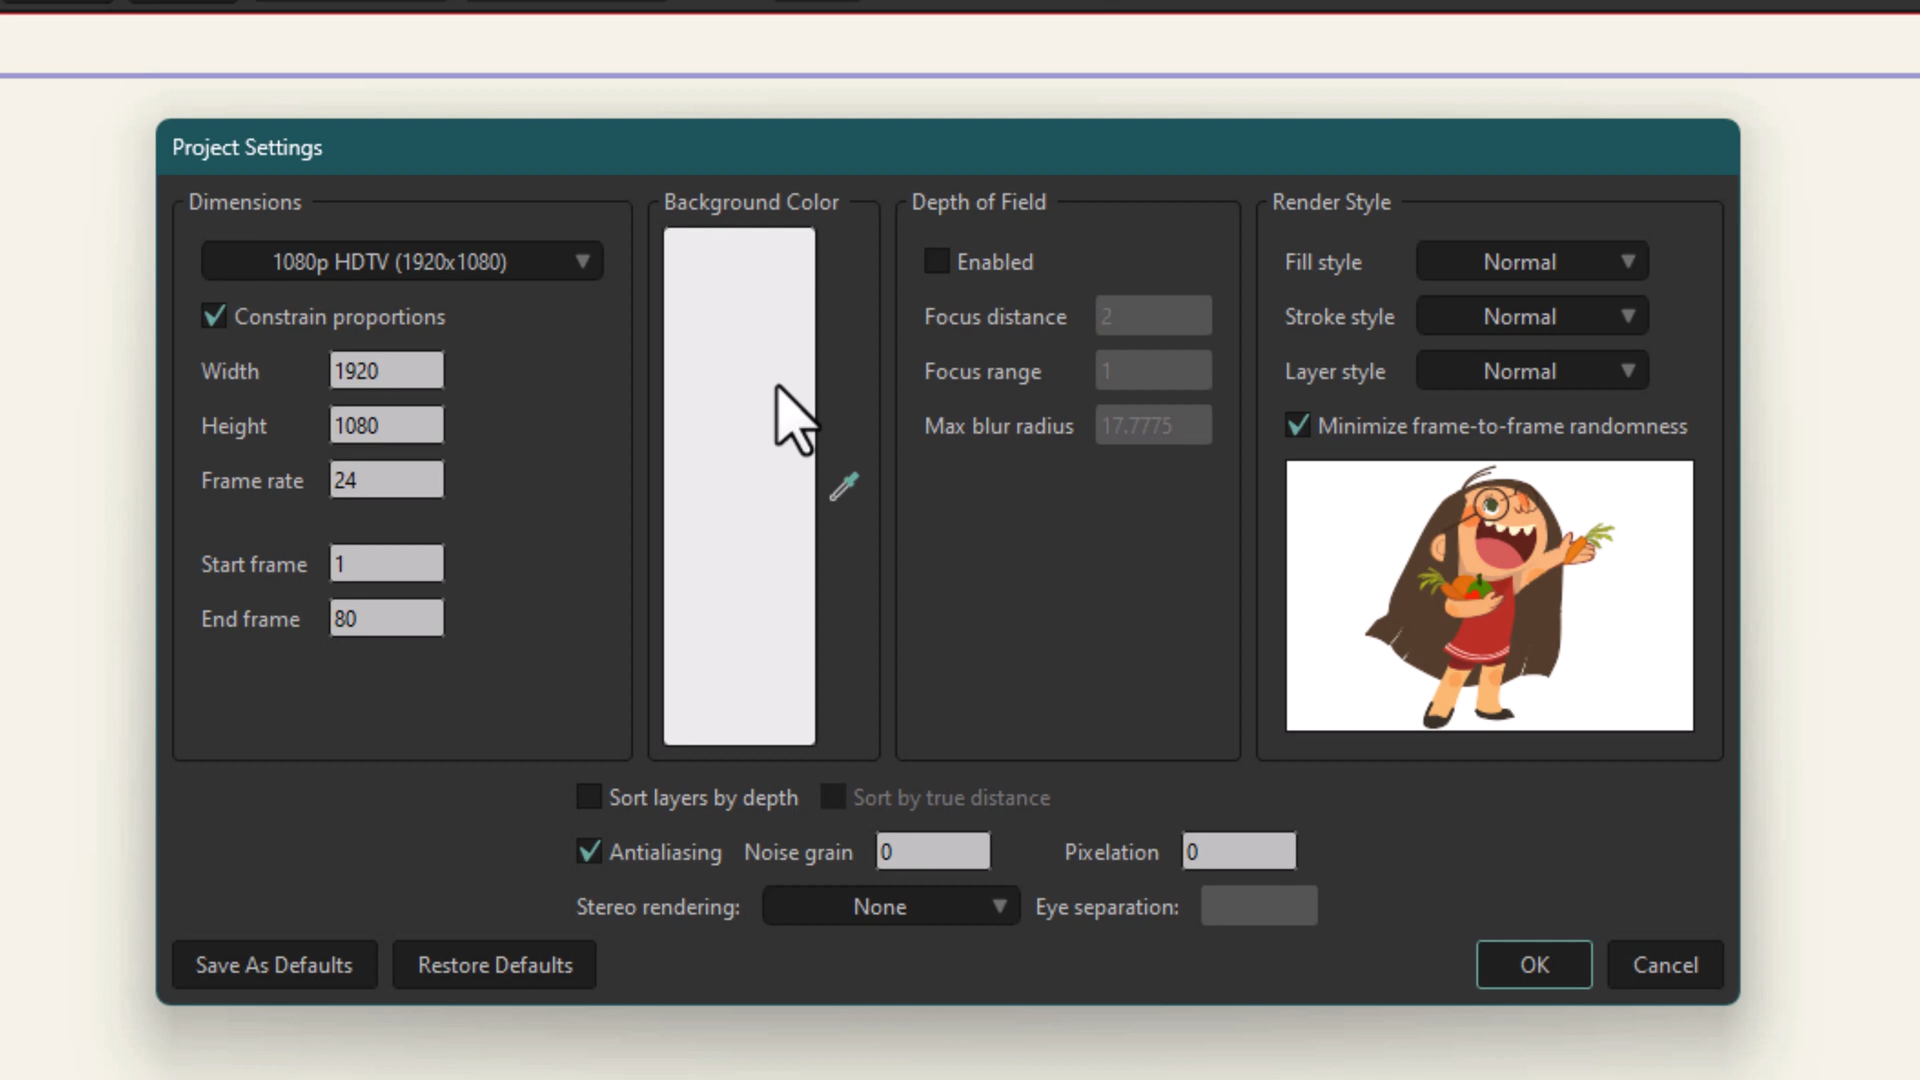 Project Settings
Dimensions
1080p HDTV (1920x1080)
Constrain proportions
Width 1920
Height 1080
Frame rate 24
Start frame 1
End frame 80
Background Color
Depth of Field
Enabled
Focus distance 2
Focus range 1
Max blur radius 17.7775
Render Style
Fill style Normal
Stroke style Normal
Layer style Normal
Minimize frame-to-frame randomness
Sort layers by depth Sort by true distance
Antialiasing Noise grain 0 Pixelation 0
Stereo rendering: None Eye separation:
Save As Defaults Restore Defaults OK Cancel